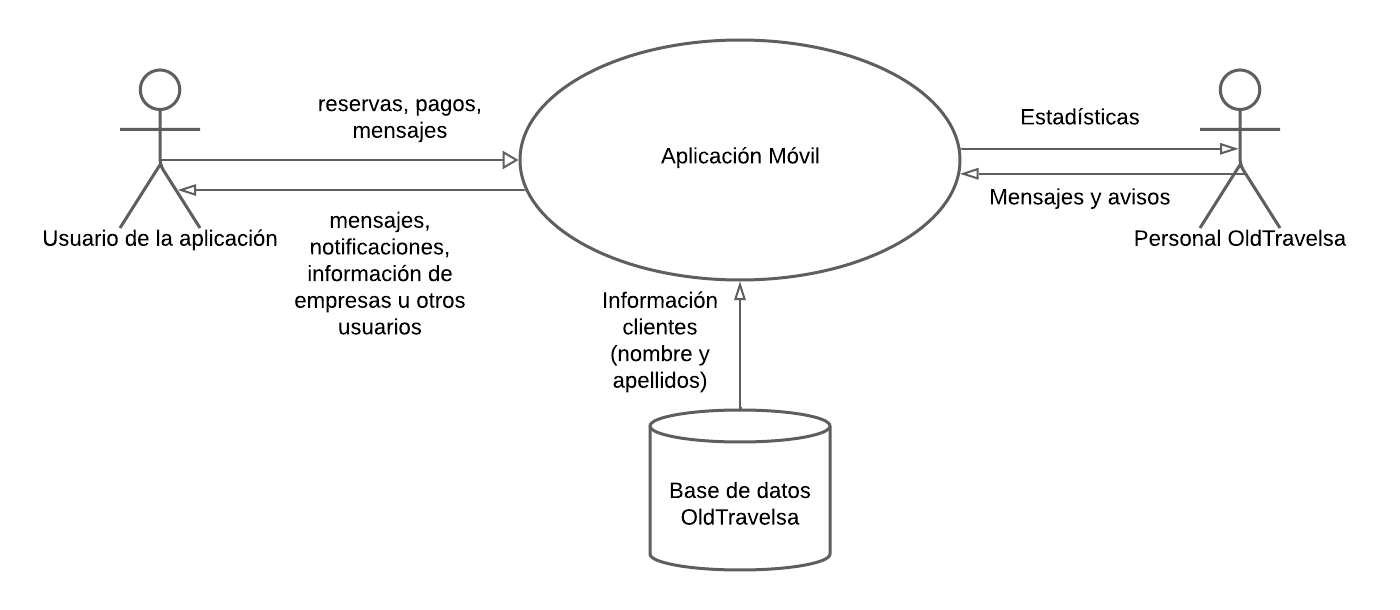 reservas, pagos,
mensajes
Aplicación Móvil
Estadísticas
Mensajes y avisos
Usuario de la aplicación
mensajes,
notificaciones,
información de
empresas u otros
usuarios
Personal OldTravelsa
Información
clientes
(nombre y
apellidos)
Base de datos
OldTravelsa